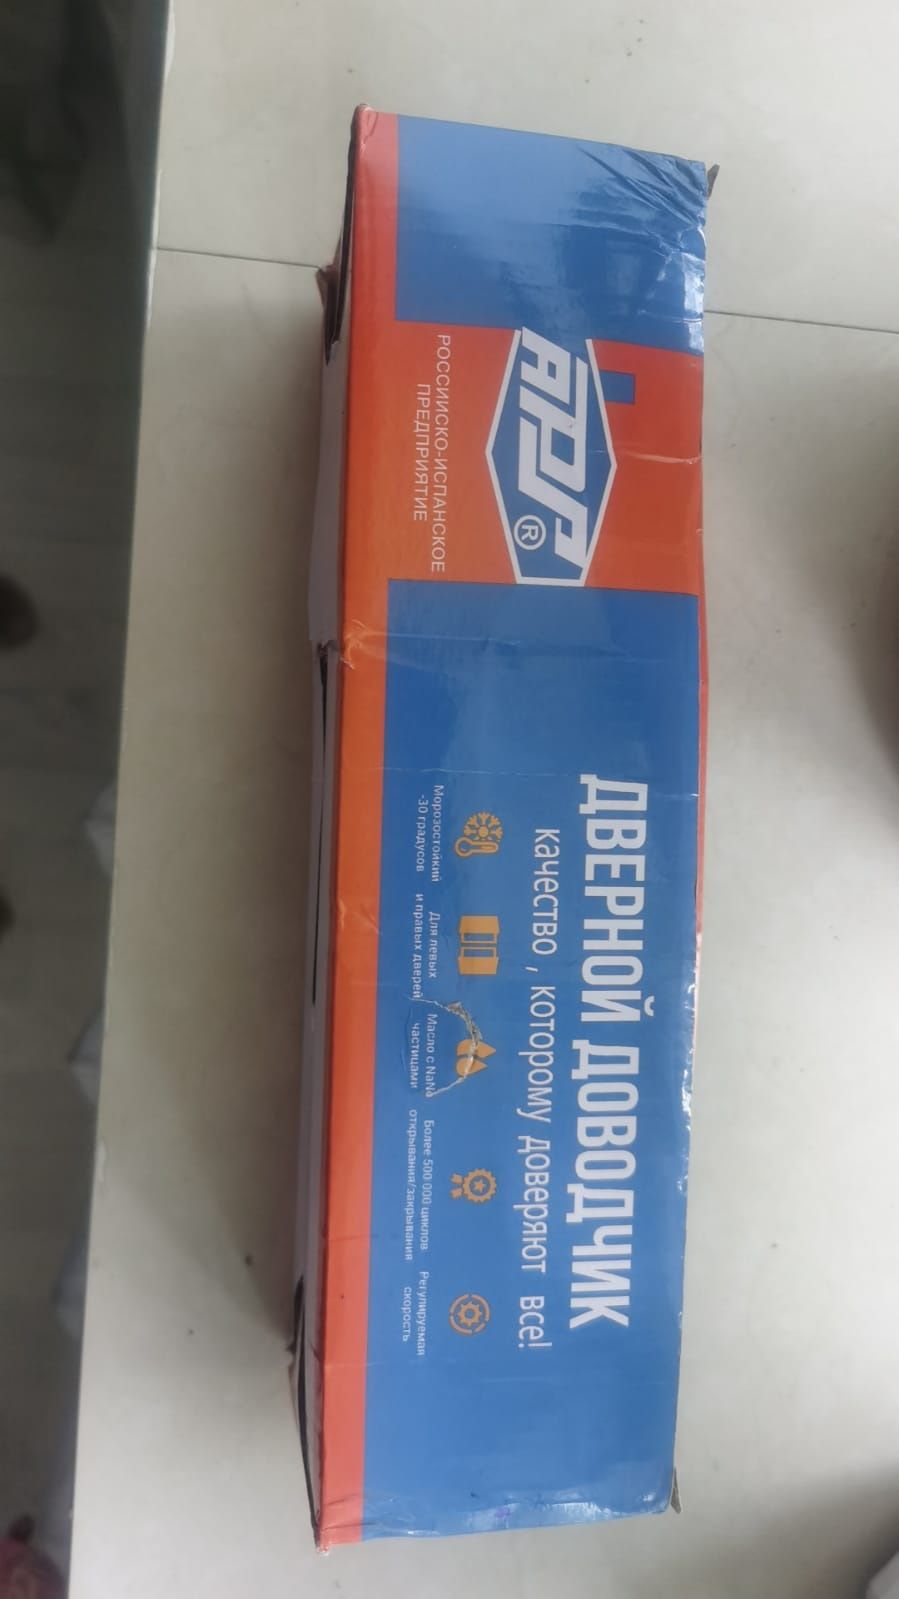 АПЕКС®
РОССИЙСКО-ИСПАНСКОЕ
ПРЕДПРИЯТИЕ
ДВЕРНОЙ ДОВОДЧИК
качество , которому доверяют все!
Морозостойкий
-30 градусов
Для левых
и правых дверей
Масло с NaNo
частицами
Более 500 000 циклов
открывания/закрывания
Регулируемая
скорость